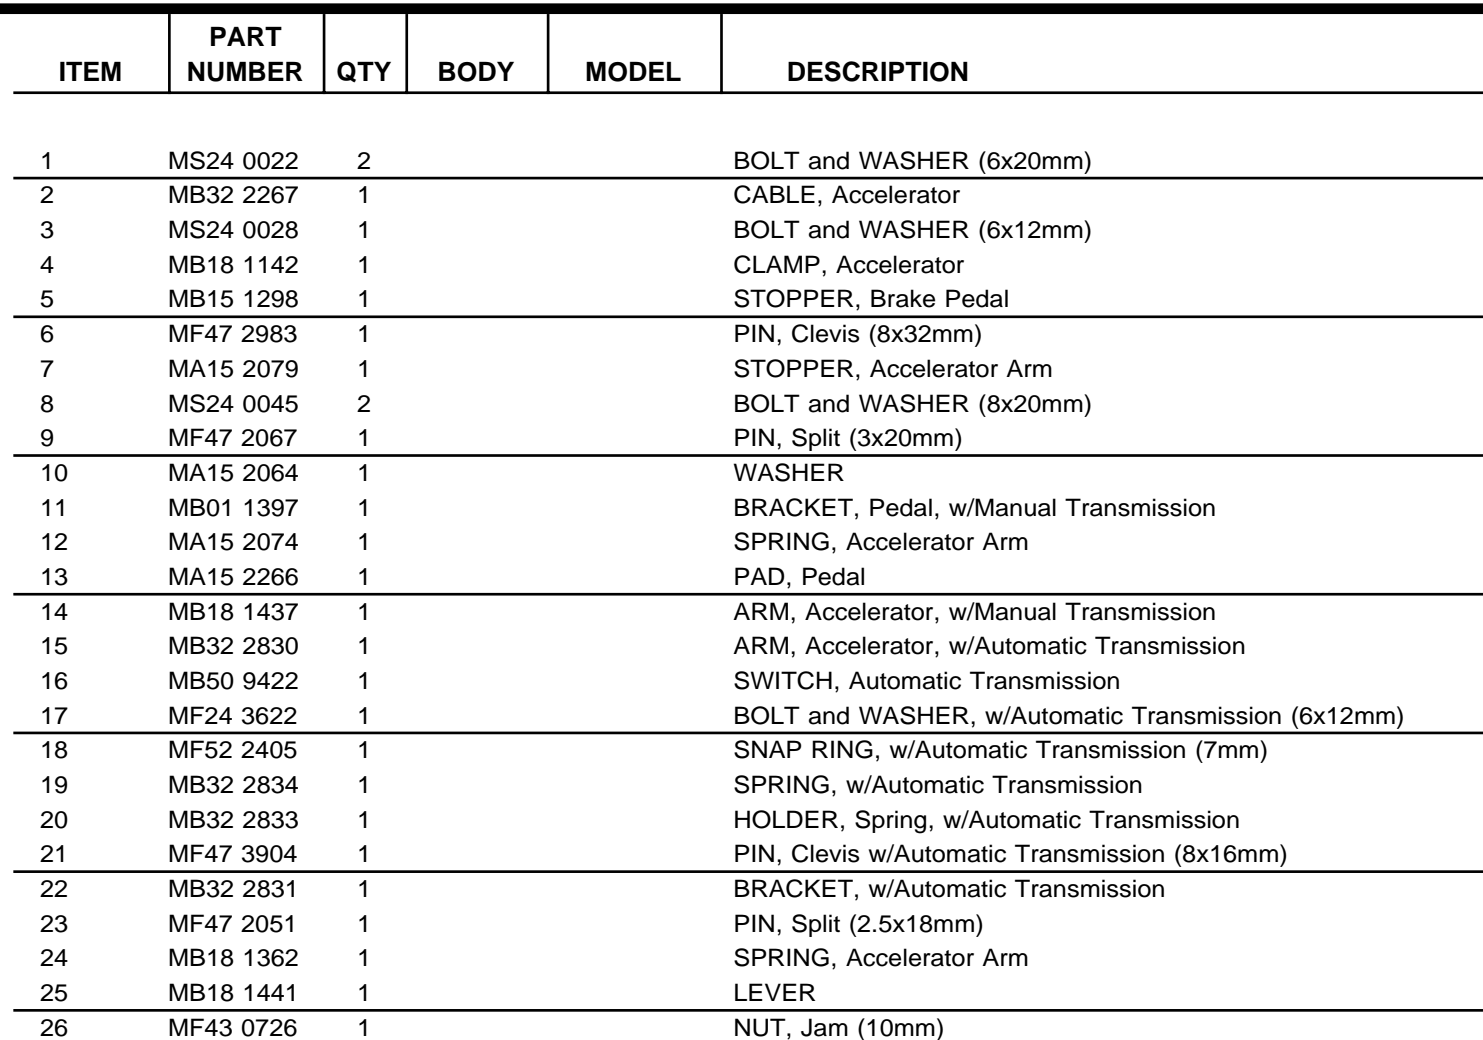 PART
ITEM NUMBER QTY BODY MODEL DESCRIPTION
1 MS24 0022 2 BOLT and WASHER (6x20mm)
2 MB32 2267 1 CABLE, Accelerator
3 MS24 0028 1 BOLT and WASHER (6x12mm)
4 MB18 1142 1 CLAMP, Accelerator
5 MB15 1298 1 STOPPER, Brake Pedal
6 MF47 2983 1 PIN, Clevis (8x32mm)
7 MA15 2079 1 STOPPER, Accelerator Arm
8 MS24 0045 2 BOLT and WASHER (8x20mm)
9 MF47 2067 1 PIN, Split (3x20mm)
10 MA15 2064 1 WASHER
11 MB01 1397 1 BRACKET, Pedal, w/Manual Transmission
12 MA15 2074 1 SPRING, Accelerator Arm
13 MA15 2266 1 PAD, Pedal
14 MB18 1437 1 ARM, Accelerator, w/Manual Transmission
15 MB32 2830 1 ARM, Accelerator, w/Automatic Transmission
16 MB50 9422 1 SWITCH, Automatic Transmission
17 MF24 3622 1 BOLT and WASHER, w/Automatic Transmission (6x12mm)
18 MF52 2405 1 SNAP RING, w/Automatic Transmission (7mm)
19 MB32 2834 1 SPRING, w/Automatic Transmission
20 MB32 2833 1 HOLDER, Spring, w/Automatic Transmission
21 MF47 3904 1 PIN, Clevis w/Automatic Transmission (8x16mm)
22 MB32 2831 1 BRACKET, w/Automatic Transmission
23 MF47 2051 1 PIN, Split (2.5x18mm)
24 MB18 1362 1 SPRING, Accelerator Arm
25 MB18 1441 1 LEVER
26 MF43 0726 1 NUT, Jam (10mm)